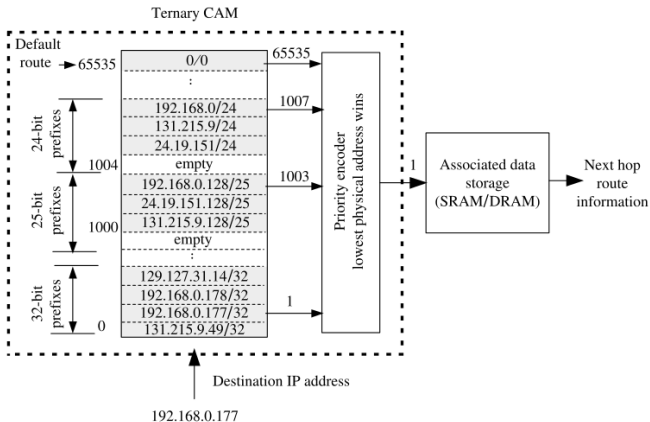 Ternary CAM
Default
route
65535
0/0
65535
:
192.168.0/24
1007
131.215.9/24
24.19.151/24
24-bit
prefixes
1004
empty
192.168.0.128/25
1003
24.19.151.128/25
131.215.9.128/25
25-bit
prefixes
1000
empty
:
129.127.31.14/32
192.168.0.178/32
192.168.0.177/32
1
131.215.9.49/32
32-bit
prefixes
0
Priority encoder
lowest physical address wins
1
Associated data
storage
(SRAM/DRAM)
Next hop
route
information
Destination IP address
192.168.0.177